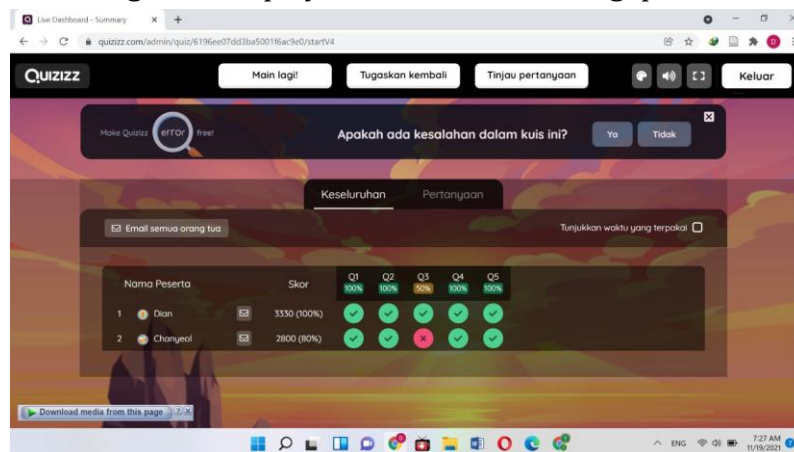 Live Dashboard - Summary
quizizz.com/admin/quiz/6196ee07dd3ba5001f6ac9e0/startV4
QUIZIZZ
Main lagi!
Tugaskan kembali
Tinjau pertanyaan
Keluar
Make Quizizz error free!
Apakah ada kesalahan dalam kuis ini?
Ya
Tidak
Keseluruhan
Pertanyaan
Email semua orang tua
Tunjukkan waktu yang terpakai
Nama Peserta Skor Q1 Q2 Q3 Q4 Q5
100% 100% 50% 100% 100%
1 Dian 3330 (100%)
2 Chanyeol 2800 (80%)
Download media from this page
ENG 7:27 AM
11/19/2021